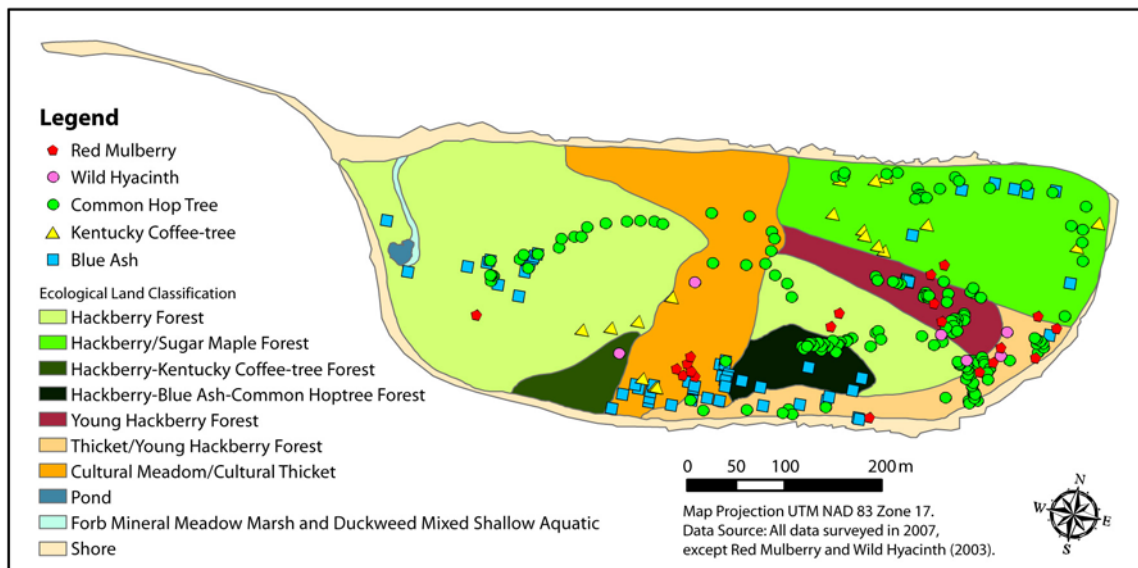 Legend
Red Mulberry
Wild Hyacinth
Common Hop Tree
Kentucky Coffee-tree
Blue Ash
Ecological Land Classification
Hackberry Forest
Hackberry/Sugar Maple Forest
Hackberry-Kentucky Coffee-tree Forest
Hackberry-Blue Ash-Common Hoptree Forest
Young Hackberry Forest
Thicket/Young Hackberry Forest
Cultural Meadom/Cultural Thicket
Pond
Forb Mineral Meadow Marsh and Duckweed Mixed Shallow Aquatic
Shore
0 50 100 200 m
Map Projection UTM NAD 83 Zone 17.
Data Source: All data surveyed in 2007,
except Red Mulberry and Wild Hyacinth (2003).
N
W E
S